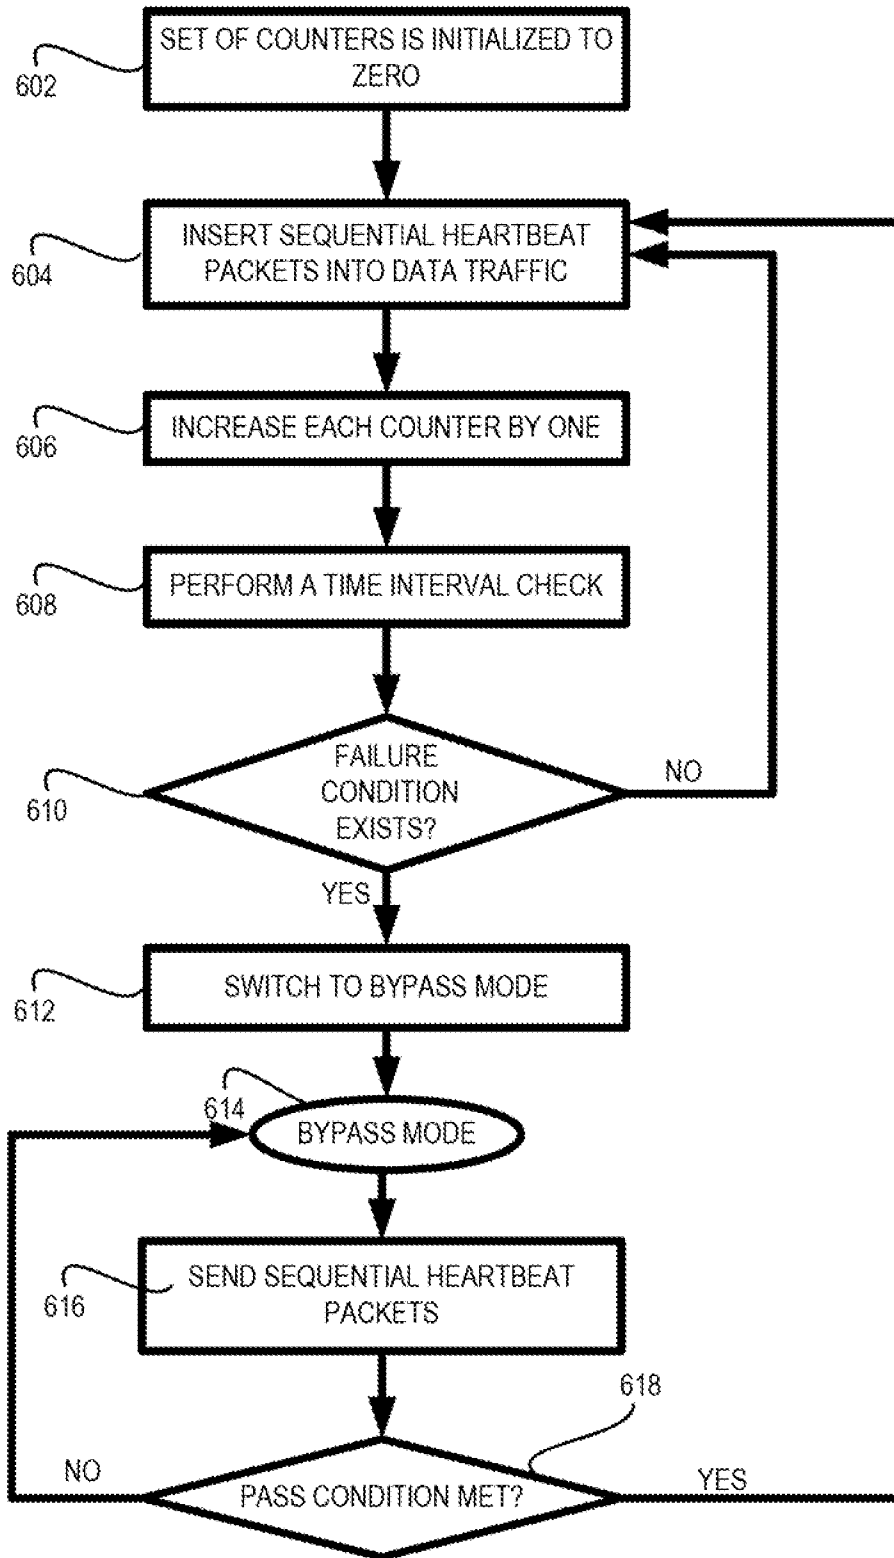 SET OF COUNTERS IS INITIALIZED TO
ZERO
602
INSERT SEQUENTIAL HEARTBEAT
PACKETS INTO DATA TRAFFIC
604
INCREASE EACH COUNTER BY ONE
606
PERFORM A TIME INTERVAL CHECK
608
FAILURE
CONDITION
EXISTS?
610
NO
YES
SWITCH TO BYPASS MODE
612
614
BYPASS MODE
SEND SEQUENTIAL HEARTBEAT
PACKETS
616
618
NO
PASS CONDITION MET?
YES